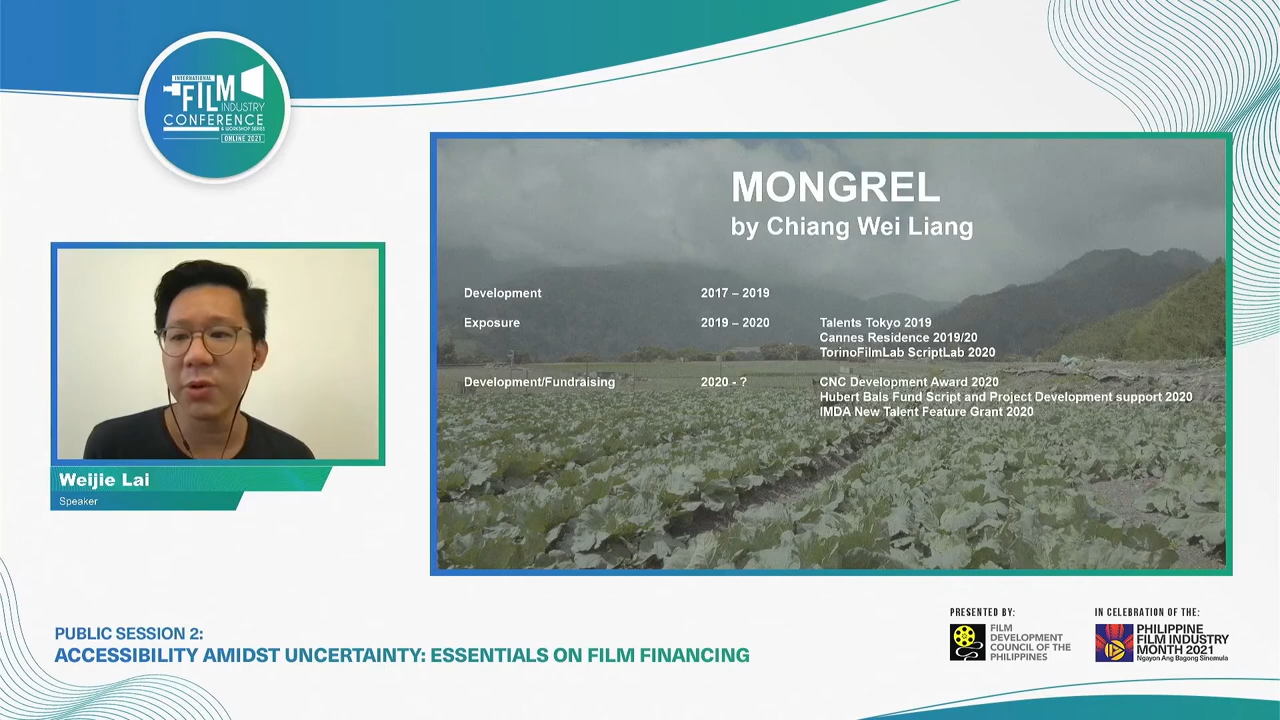 INTERNATIONAL
FILM
INDUSTRY
CONFERENCE
& WORKSHOP SERIES
ONLINE 2021
MONGREL
by Chiang Wei Liang
Development 2017 – 2019
Exposure 2019 – 2020 Talents Tokyo 2019
Cannes Residence 2019/20
TorinoFilmLab ScriptLab 2020
Development/Fundraising 2020 - ? CNC Development Award 2020
Hubert Bals Fund Script and Project Development support 2020
IMDA New Talent Feature Grant 2020
Weijie Lai
Speaker
PUBLIC SESSION 2:
ACCESSIBILITY AMIDST UNCERTAINTY: ESSENTIALS ON FILM FINANCING
PRESENTED BY:
FILM
DEVELOPMENT
COUNCIL OF THE
PHILIPPINES
IN CELEBRATION OF THE:
PHILIPPINE
FILM INDUSTRY
MONTH 2021
Ngayon Ang Bagong Sinemula